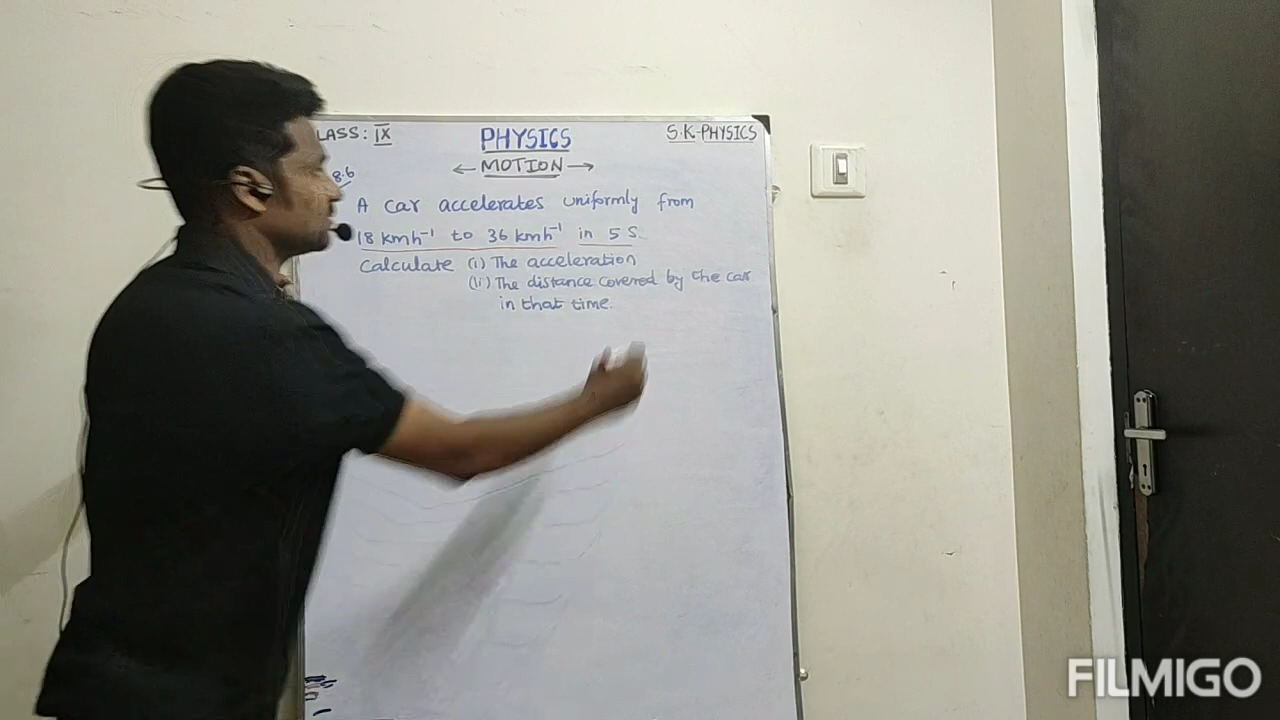 LASS: IX
PHYSICS
S.K-PHYSICS
← MOTION →
8.6
A car accelerates uniformly from
18 kmh⁻¹ to 36 kmh⁻¹ in 5 S.
Calculate (i) The acceleration
(ii) The distance covered by the car
in that time.
FILMIGO